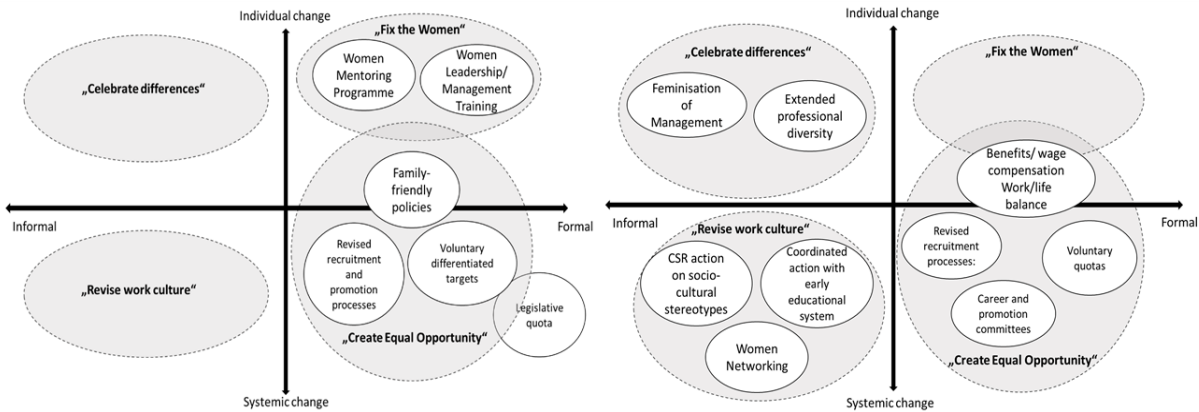 Individual change
„Fix the Women“
Women
Mentoring
Programme
Women
Leadership/
Management
Training
„Celebrate differences“
Family-
friendly
policies
Informal
Formal
Revised
recruitment
and
promotion
processes
Voluntary
differentiated
targets
„Revise work culture“
Legislative
quota
„Create Equal Opportunity“
Systemic change
Individual change
„Celebrate differences“
„Fix the Women“
Feminisation
of
Management
Extended
professional
diversity
Benefits/ wage
compensation
Work/life
balance
Informal
Formal
„Revise work culture“
CSR action
on socio-
cultural
stereotypes
Coordinated
action with
early
educational
system
Women
Networking
Revised
recruitment
processes:
Voluntary
quotas
Career and
promotion
committees
„Create Equal Opportunity“
Systemic change